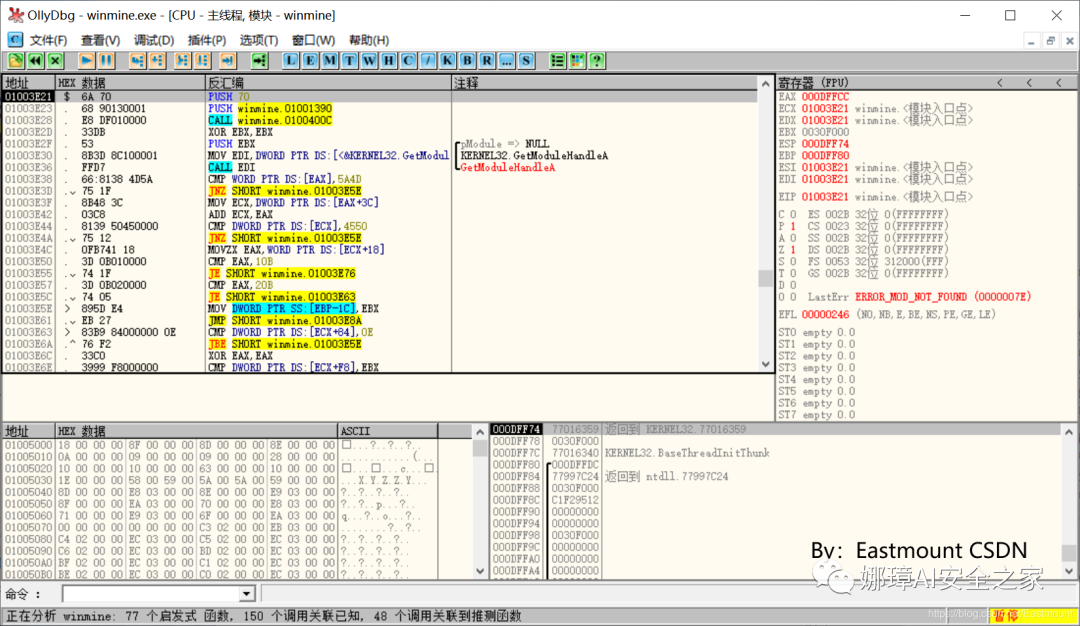 OllyDbg - winmine.exe - [CPU - 主线程, 模块 - winmine]
C 文件(F) 查看(V) 调试(D) 插件(P) 选项(T) 窗口(W) 帮助(H)
L E M T W H C / K B R ... S ?
地址 HEX 数据 反汇编 注释
01003E21 $ 6A 70 PUSH 70
01003E23 . 68 90130001 PUSH winmine.01001390
01003E28 . E8 DF010000 CALL winmine.0100400C
01003E2D . 33DB XOR EBX,EBX
01003E2F . 53 PUSH EBX pModule => NULL
01003E30 . 8B3D 8C100001 MOV EDI,DWORD PTR DS:[<&KERNEL32.GetModul KERNEL32.GetModuleHandleA
01003E36 . FFD7 CALL EDI GetModuleHandleA
01003E38 . 66:8138 4D5A CMP WORD PTR DS:[EAX],5A4D
01003E3D . 75 1F JNZ SHORT winmine.01003E5E
01003E3F . 8B48 3C MOV ECX,DWORD PTR DS:[EAX+3C]
01003E42 . 03C8 ADD ECX,EAX
01003E44 . 8139 50450000 CMP DWORD PTR DS:[ECX],4550
01003E4A . 75 12 JNZ SHORT winmine.01003E5E
01003E4C . 0FB741 18 MOVZX EAX,WORD PTR DS:[ECX+18]
01003E50 . 3D 0B010000 CMP EAX,10B
01003E55 . 74 1F JE SHORT winmine.01003E76
01003E57 . 3D 0B020000 CMP EAX,20B
01003E5C . 74 05 JE SHORT winmine.01003E63
01003E5E > 895D E4 MOV DWORD PTR SS:[EBP-1C],EBX
01003E61 . EB 27 JMP SHORT winmine.01003E8A
01003E63 > 83B9 84000000 0E CMP DWORD PTR DS:[ECX+84],0E
01003E6A .^ 76 F2 JBE SHORT winmine.01003E5E
01003E6C . 33C0 XOR EAX,EAX
01003E6E . 3999 F8000000 CMP DWORD PTR DS:[ECX+F8],EBX
寄存器 (FPU) < < <
EAX 000DFFCC
ECX 01003E21 winmine.<模块入口点>
EDX 01003E21 winmine.<模块入口点>
EBX 0030F000
ESP 000DFF74
EBP 000DFF80
ESI 01003E21 winmine.<模块入口点>
EDI 01003E21 winmine.<模块入口点>
EIP 01003E21 winmine.<模块入口点>
C 0 ES 002B 32位 0(FFFFFFFF)
P 1 CS 0023 32位 0(FFFFFFFF)
A 0 SS 002B 32位 0(FFFFFFFF)
Z 1 DS 002B 32位 0(FFFFFFFF)
S 0 FS 0053 32位 312000(FFF)
T 0 GS 002B 32位 0(FFFFFFFF)
D 0
O 0 LastErr ERROR_MOD_NOT_FOUND (0000007E)
EFL 00000246 (NO,NB,E,BE,NS,PE,GE,LE)
ST0 empty 0.0
ST1 empty 0.0
ST2 empty 0.0
ST3 empty 0.0
ST4 empty 0.0
ST5 empty 0.0
ST6 empty 0.0
ST7 empty 0.0
地址 HEX 数据 ASCII
01005000 18 00 00 00 8F 00 00 00 8D 00 00 00 8E 00 00 00 □...?..?..?..
01005010 0A 00 00 00 09 00 00 00 09 00 00 00 28 00 00 00 ............(...
01005020 10 00 00 00 10 00 00 00 63 00 00 00 10 00 00 00 □...□...c...□
01005030 1E 00 00 00 58 00 59 00 5A 00 5A 00 59 00 00 00 ...X.Y.Z.Z.Y...
01005040 8D 00 00 00 E8 03 00 00 8E 00 00 00 E9 03 00 00 ?..?..?..?..
01005050 8F 00 00 00 EA 03 00 00 70 00 00 00 E8 03 00 00 ?..?..p...?..
01005060 71 00 00 00 E9 03 00 00 6F 00 00 00 EA 03 00 00 q...?..o...?..
01005070 00 00 00 00 00 00 00 00 C3 02 00 00 EB 03 00 00 ........?..?..
01005080 C4 02 00 00 EC 03 00 00 C5 02 00 00 EC 03 00 00 ?..?..?..?..
01005090 C6 02 00 00 EC 03 00 00 BD 02 00 00 EC 03 00 00 ?..?..?..?..
010050A0 BF 02 00 00 EC 03 00 00 C1 02 00 00 EC 03 00 00 ?..?..?..?..
010050B0 BE 02 00 00 EC 03 00 00 C0 02 00 00 EC 03 00 00 ?..?..?..?..
000DFF74 77016359 返回到 KERNEL32.77016359
000DFF78 0030F000
000DFF7C 77016340 KERNEL32.BaseThreadInitThunk
000DFF80 000DFFDC
000DFF84 77997C24 返回到 ntdll.77997C24
000DFF88 0030F000
000DFF8C C1F29512
000DFF90 00000000
000DFF94 00000000
000DFF98 0030F000
000DFF9C 00000000
000DFFA0 00000000
000DFFA4 00000000
By：Eastmount CSDN
娜璋AI安全之家
命令 :
正在分析 winmine: 77 个启发式 函数, 150 个调用关联已知, 48 个调用关联到推测函数
暂停